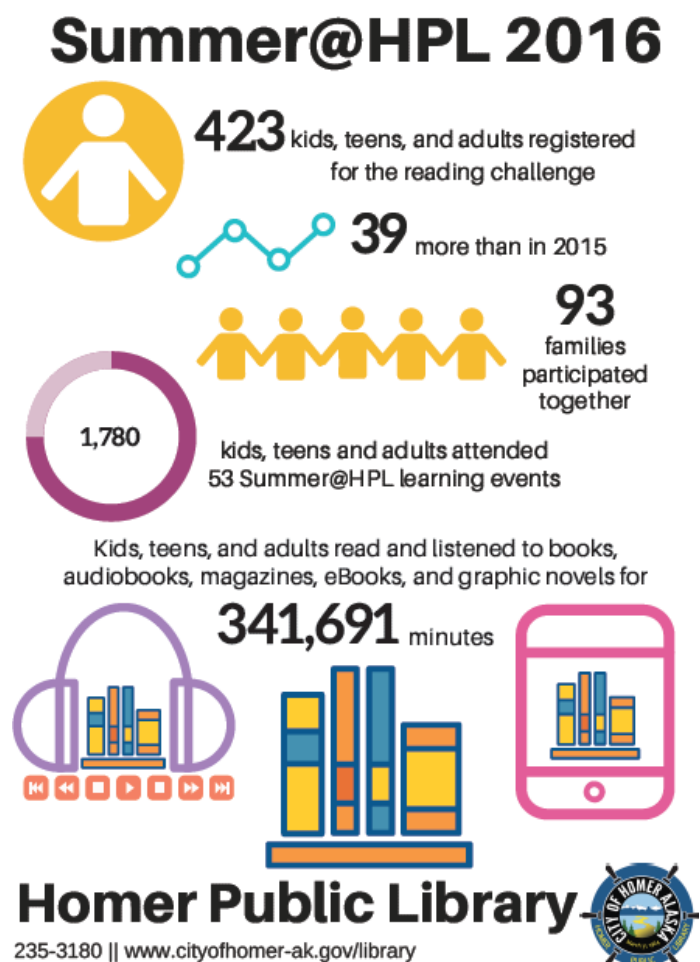 Summer@HPL 2016
423 kids, teens, and adults registered
for the reading challenge
39 more than in 2015
93
families
participated
together
1,780
kids, teens and adults attended
53 Summer@HPL learning events
Kids, teens, and adults read and listened to books,
audiobooks, magazines, eBooks, and graphic novels for
341,691 minutes
Homer Public Library
235-3180 || www.cityofhomer-ak.gov/library
CITY OF HOMER ALASKA
HOMER PUBLIC LIBRARY